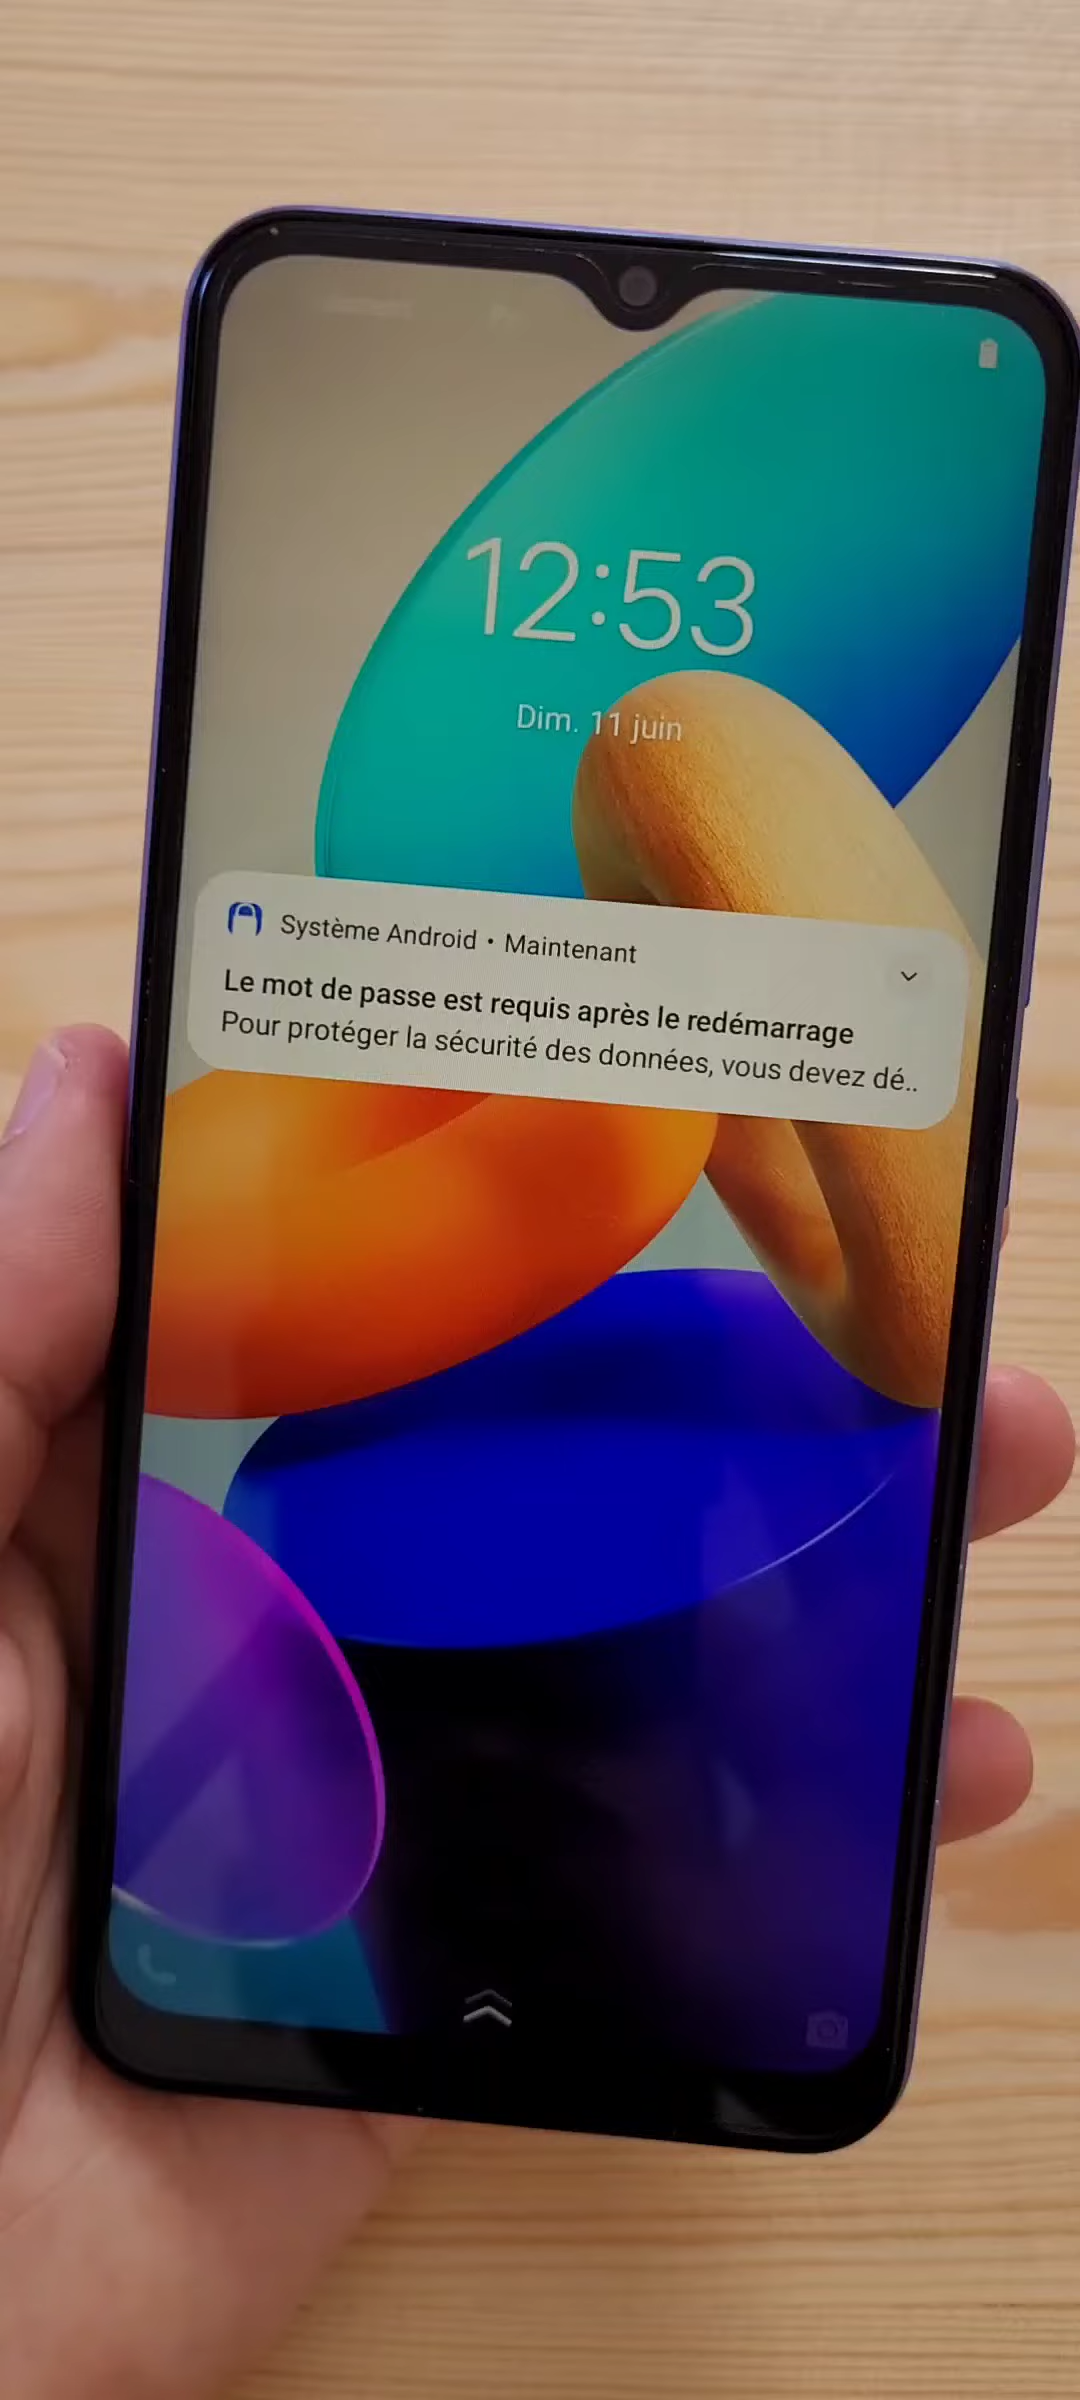 12:53
Dim. 11 juin
Système Android • Maintenant
Le mot de passe est requis après le redémarrage
Pour protéger la sécurité des données, vous devez dé..